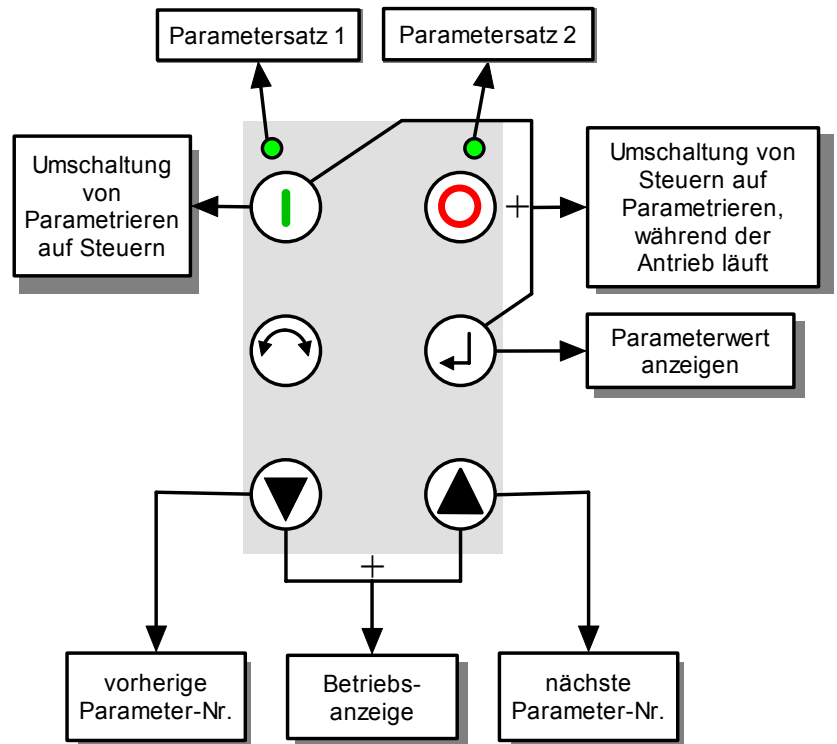 Parametersatz 1
Parametersatz 2
Umschaltung
von
Parametrieren
auf Steuern
Umschaltung von
Steuern auf
Parametrieren,
während der
Antrieb läuft
+
Parameterwert
anzeigen
+
vorherige
Parameter-Nr.
Betriebs-
anzeige
nächste
Parameter-Nr.